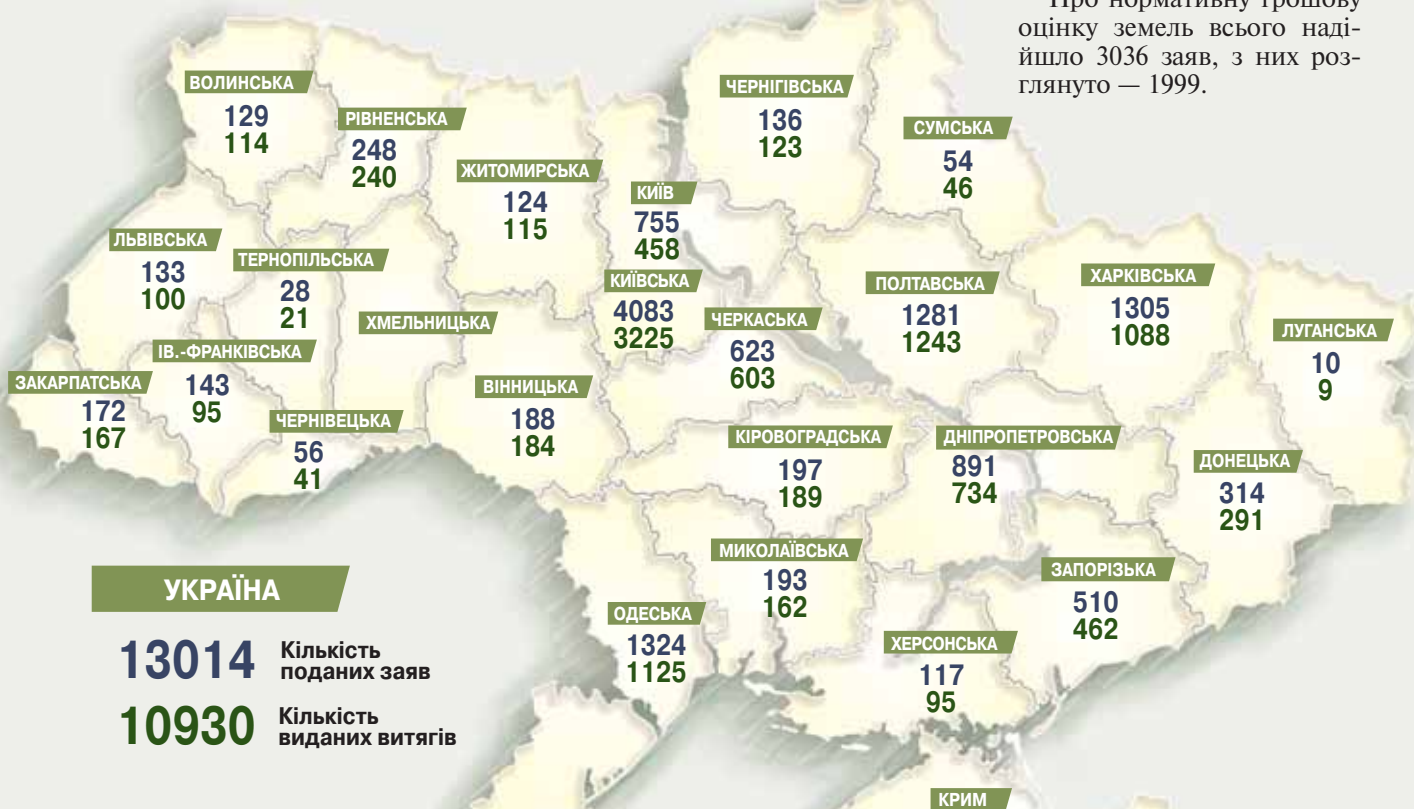 Про нормативну грошову
оцінку земель всього наді-
йшло 3036 заяв, з них роз-
глянуто — 1999.
ВОЛИНСЬКА
129
114
РІВНЕНСЬКА
248
240
ЖИТОМИРСЬКА
124
115
ЧЕРНІГІВСЬКА
136
123
СУМСЬКА
54
46
КИЇВ
755
458
ЛЬВІВСЬКА
133
100
ТЕРНОПІЛЬСЬКА
28
21
ХМЕЛЬНИЦЬКА
КИЇВСЬКА
4083
3225
ЧЕРКАСЬКА
623
603
ПОЛТАВСЬКА
1281
1243
ХАРКІВСЬКА
1305
1088
ЛУГАНСЬКА
10
9
ЗАКАРПАТСЬКА
172
167
ІВ.-ФРАНКІВСЬКА
143
95
ЧЕРНІВЕЦЬКА
56
41
ВІННИЦЬКА
188
184
КІРОВОГРАДСЬКА
197
189
ДНІПРОПЕТРОВСЬКА
891
734
ДОНЕЦЬКА
314
291
МИКОЛАЇВСЬКА
193
162
ЗАПОРІЗЬКА
510
462
ОДЕСЬКА
1324
1125
ХЕРСОНСЬКА
117
95
КРИМ
УКРАЇНА
13014 Кількість
поданих заяв
10930 Кількість
виданих витягів